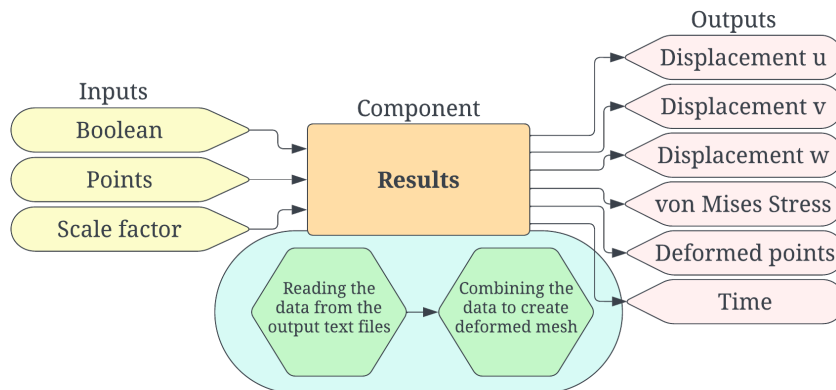 Outputs
Displacement u
Inputs
Displacement v
Component
Boolean
Displacement w
Points
Results
von Mises Stress
Scale factor
Deformed points
Reading the
data from the
output text files
Combining the
data to create
deformed mesh
Time